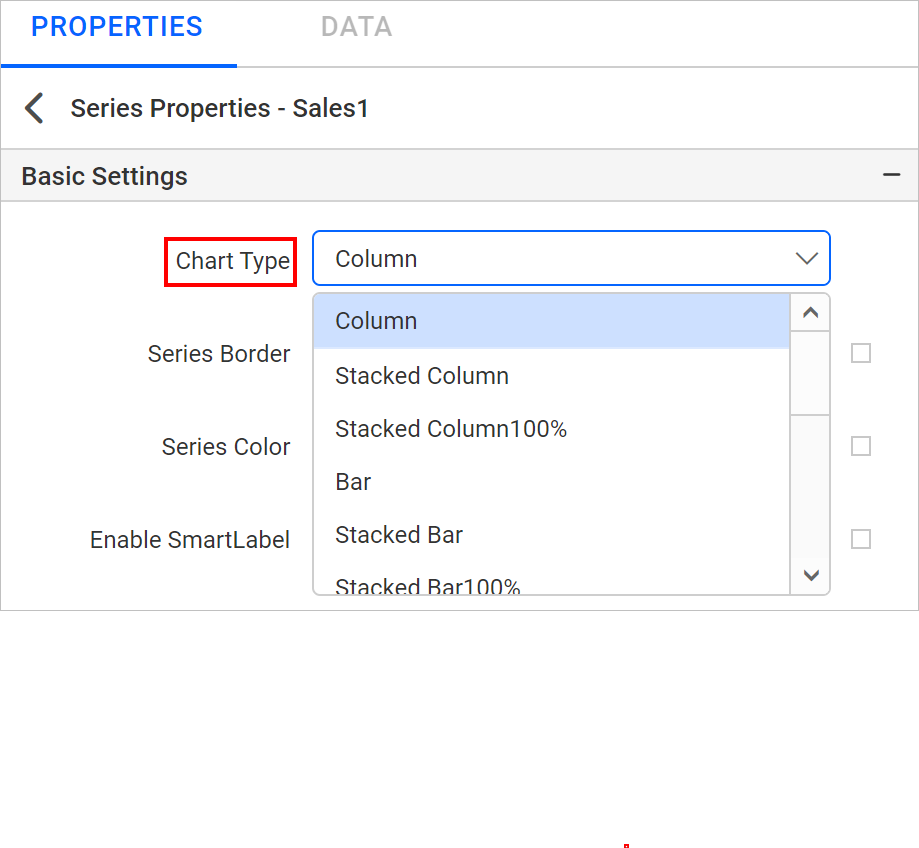 PROPERTIES DATA
Series Properties - Sales1
Basic Settings
Chart Type Column
Column
Series Border
Stacked Column
Stacked Column100%
Series Color
Bar
Enable SmartLabel
Stacked Bar
Stacked Bar100%